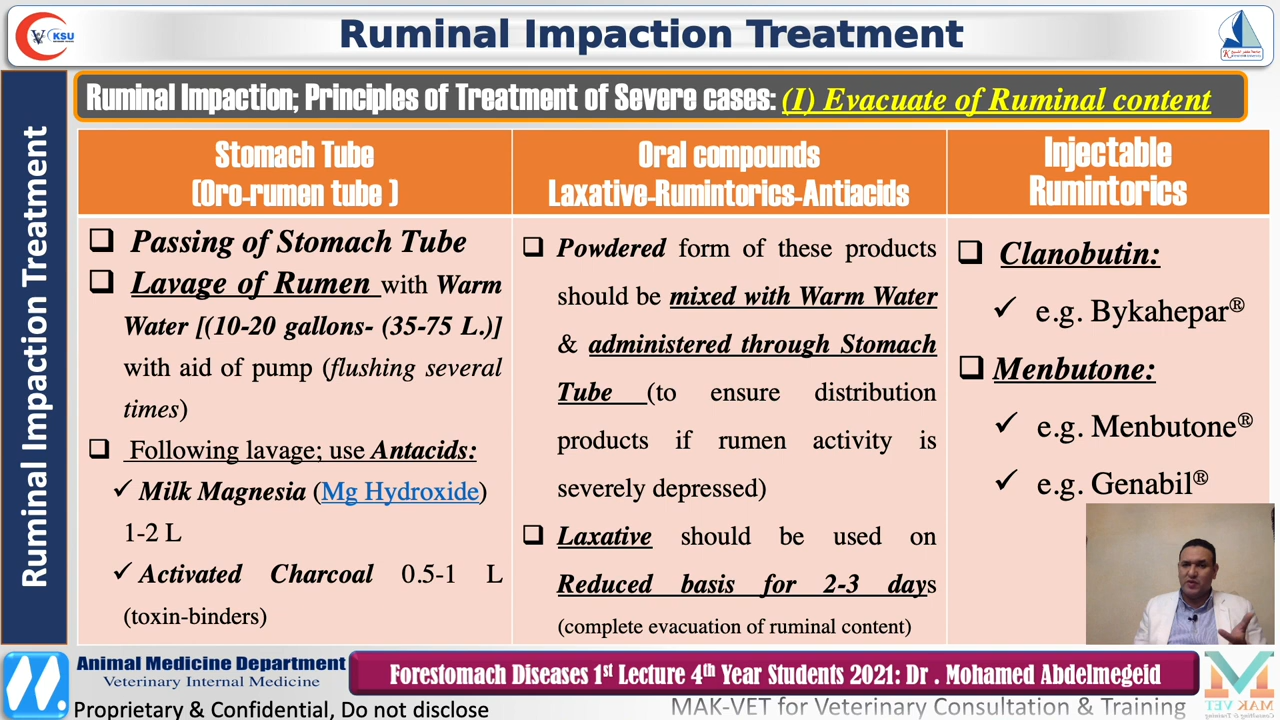 KSU
Ruminal Impaction Treatment
Ruminal Impaction Treatment
Ruminal Impaction; Principles of Treatment of Severe cases: (I) Evacuate of Ruminal content
Stomach Tube
(Oro-rumen tube )
❑ Passing of Stomach Tube
❑ Lavage of Rumen with Warm
Water [(10-20 gallons- (35-75 L.)]
with aid of pump (flushing several
times)
❑ Following lavage; use Antacids:
✓ Milk Magnesia (Mg Hydroxide)
1-2 L
✓ Activated Charcoal 0.5-1 L
(toxin-binders)
Oral compounds
Laxative-Rumintorics-Antiacids
❑ Powdered form of these products
should be mixed with Warm Water
& administered through Stomach
Tube (to ensure distribution
products if rumen activity is
severely depressed)
❑ Laxative should be used on
Reduced basis for 2-3 days
(complete evacuation of ruminal content)
Injectable
Rumintorics
❑ Clanobutin:
✓ e.g. Bykahepar®
❑ Menbutone:
✓ e.g. Menbutone®
✓ e.g. Genabil®
Animal Medicine Department
Veterinary Internal Medicine
Forestomach Diseases 1st Lecture 4th Year Students 2021: Dr . Mohamed Abdelmegeid
Proprietary & Confidential, Do not disclose
MAK-VET for Veterinary Consultation & Training
MAK VET